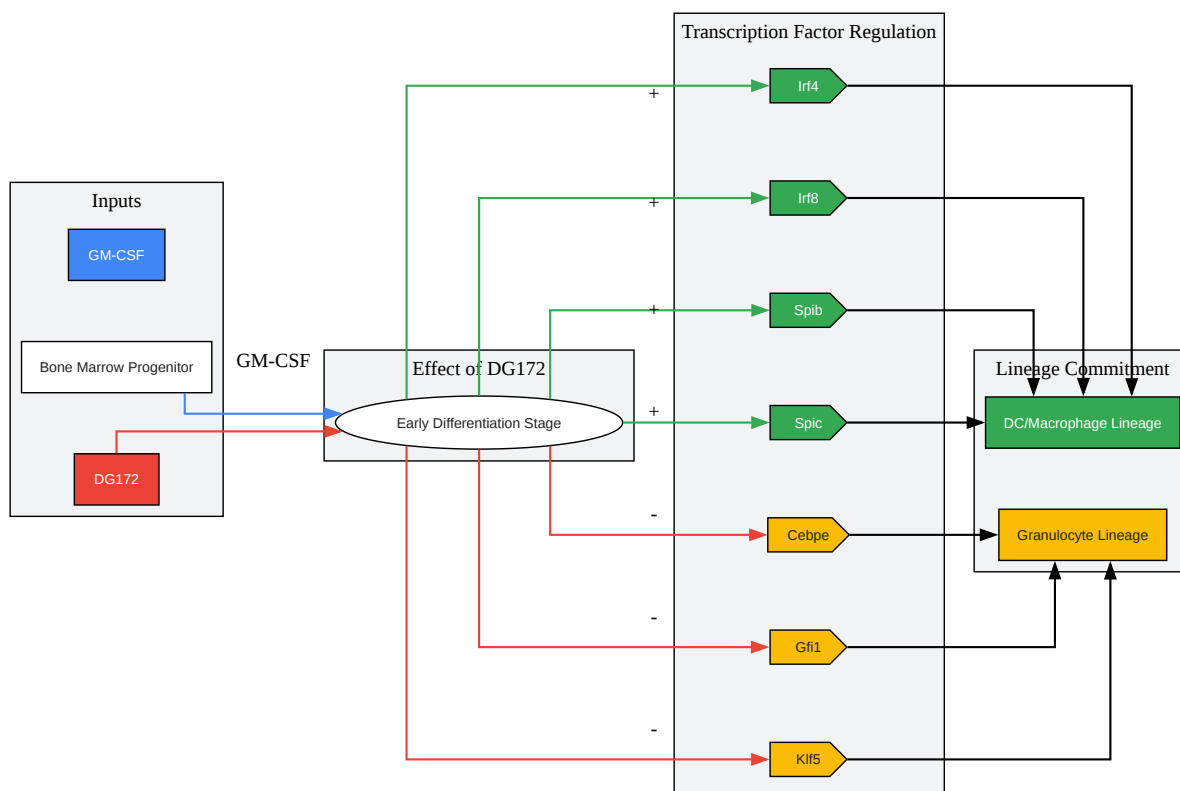 Transcription Factor Regulation
Irf4
+
Inputs
Irf8
+
GM-CSF
Spib
+
Bone Marrow Progenitor
GM-CSF
Effect of DG172
Lineage Commitment
Early Differentiation Stage
+
Spic
DC/Macrophage Lineage
DG172
-
Cebpe
Granulocyte Lineage
-
Gfi1
-
Klf5